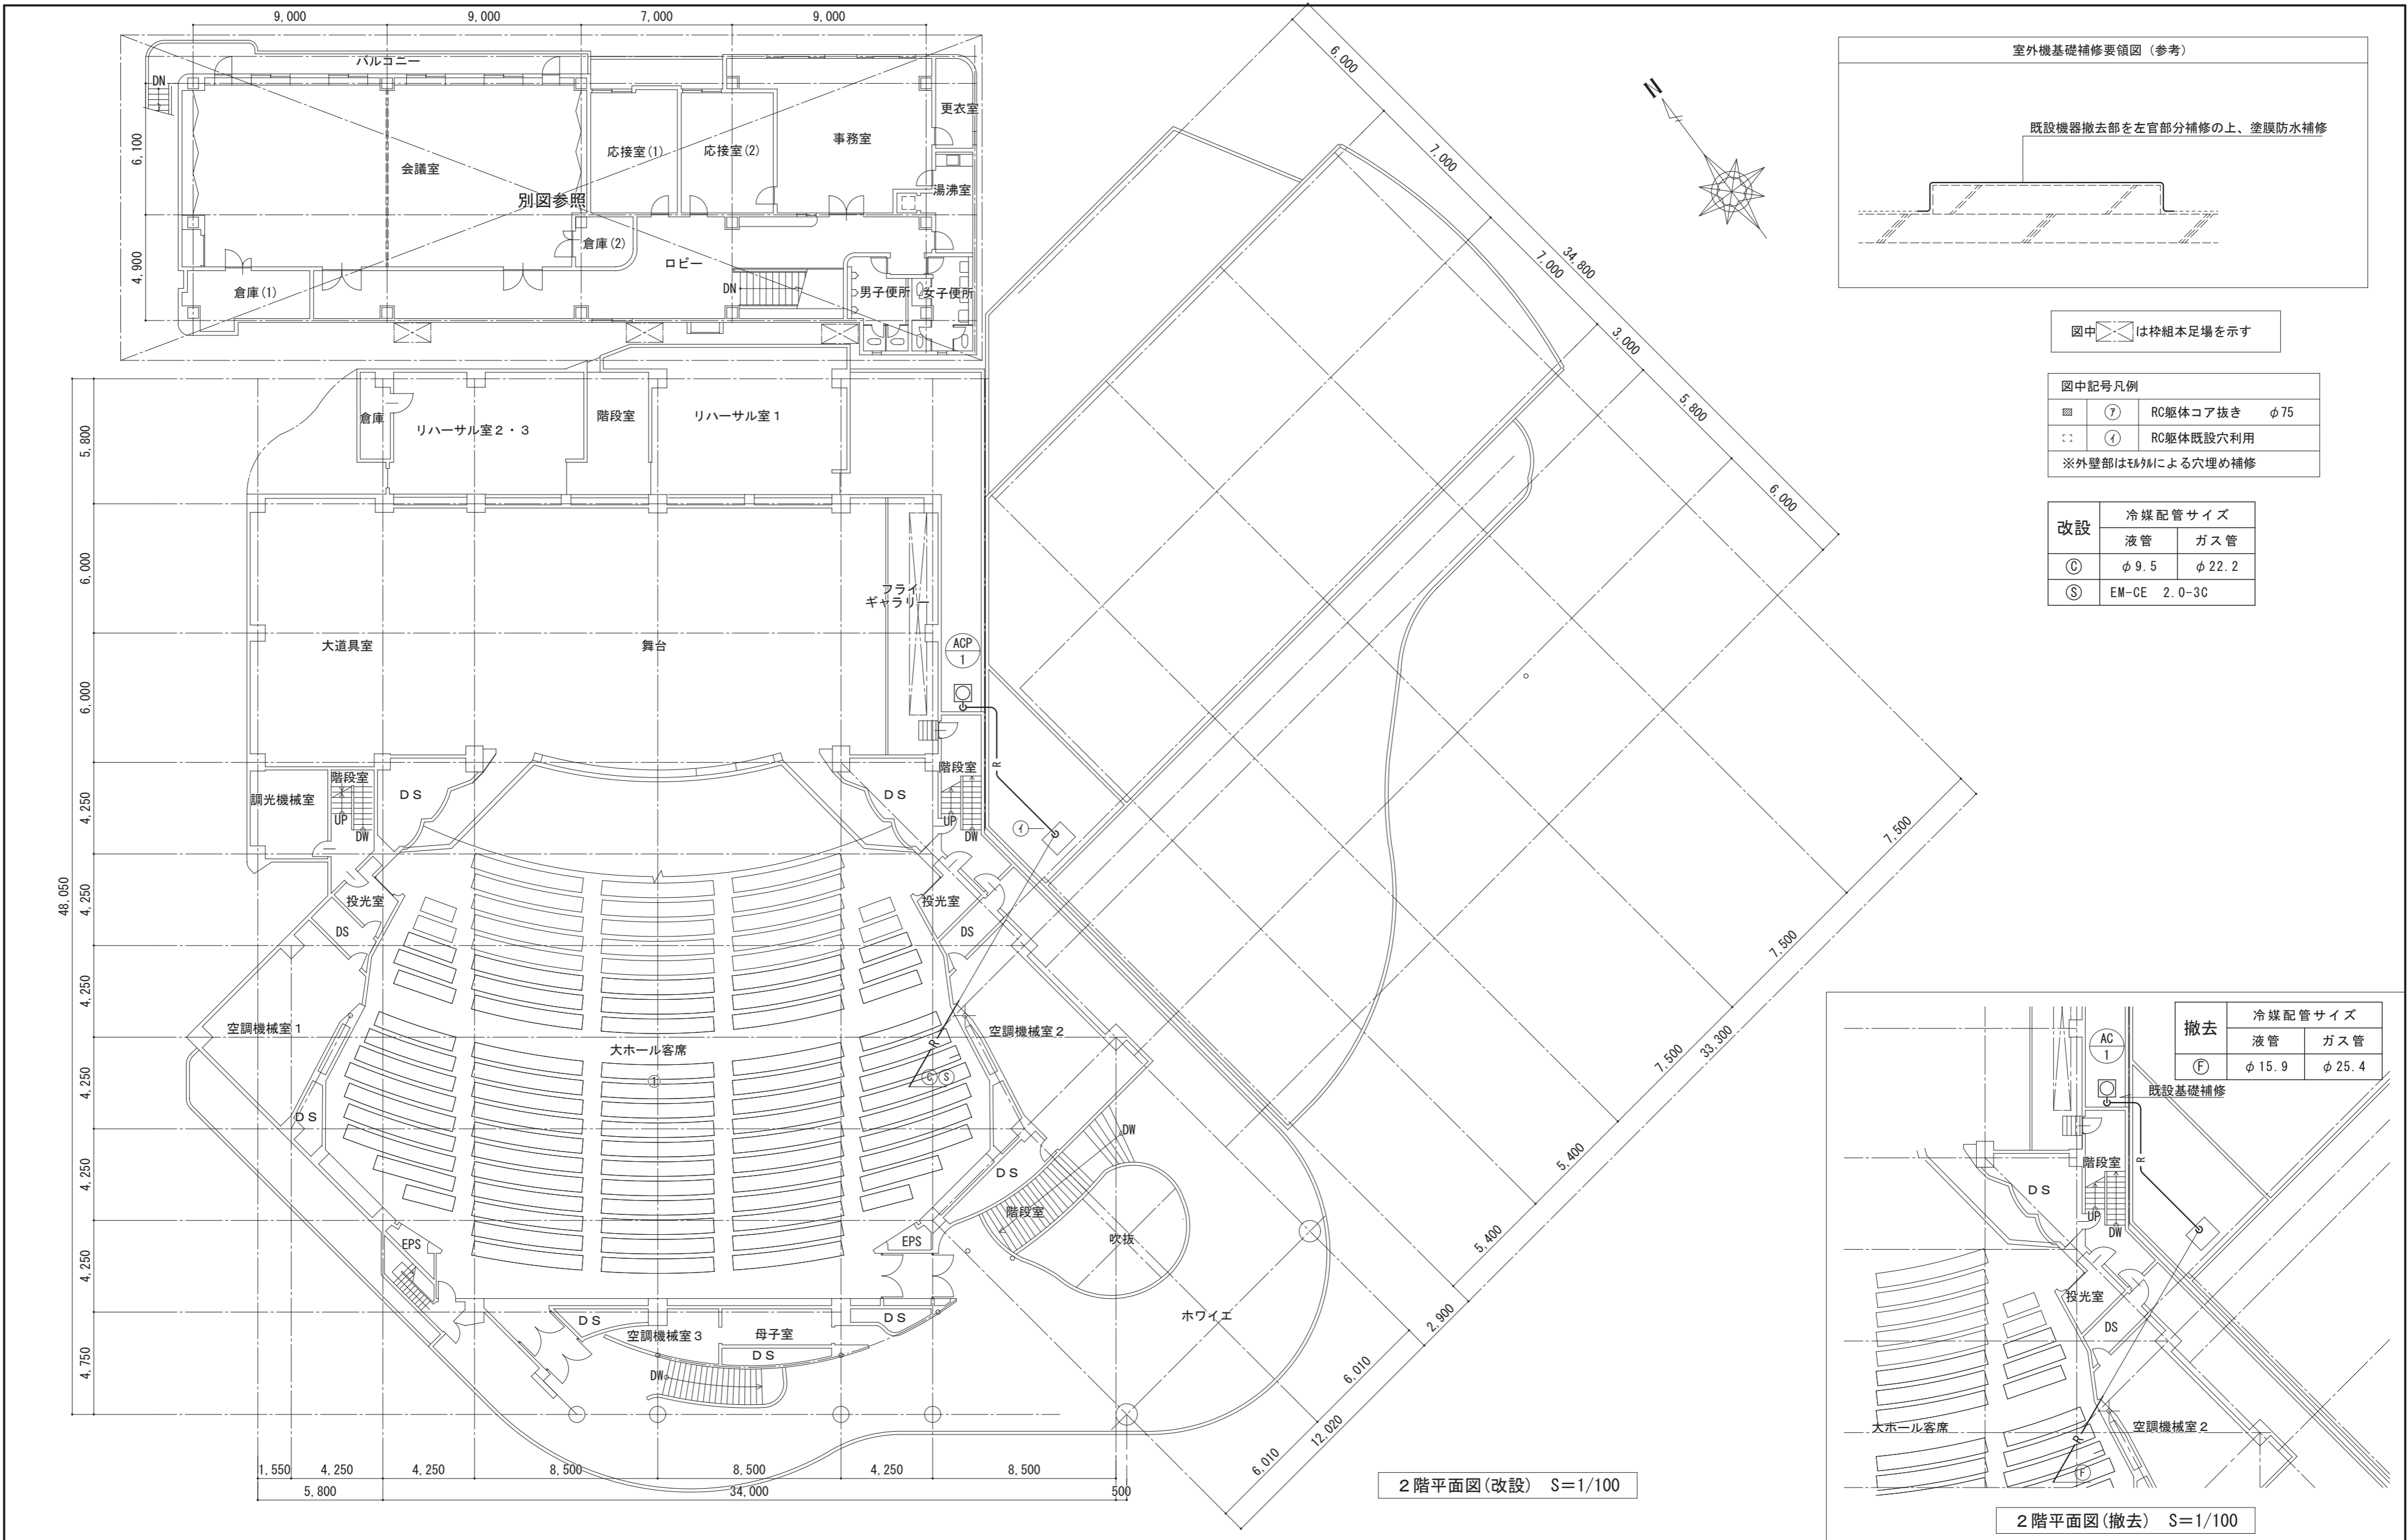 9,000
9,000
7,000
9,000
バルコニー
DN
6,100
4,900
会議室
応接室(1)
応接室(2)
事務室
更衣室
湯沸室
別図参照
倉庫(2)
ロビー
倉庫(1)
DN
男子便所
女子便所
倉庫
リハーサル室2・3
階段室
リハーサル室1
5,800
6,000
6,000
4,250
4,250
4,250
4,250
4,250
4,250
4,750
48,050
大道具室
舞台
フライ
ギャラリー
ACP
1
R
イ
階段室
調光機械室
UP
DW
DS
DS
階段室
UP
DW
投光室
DS
投光室
DS
空調機械室1
大ホール客席
①
空調機械室2
R
C
S
DS
DS
DW
階段室
吹抜
EPS
EPS
ホワイエ
DS
空調機械室3
母子室
DS
DS
DW
1,550
4,250
4,250
8,500
8,500
4,250
8,500
5,800
34,000
500
6,000
7,000
7,000
34,800
3,000
5,800
6,000
7,500
7,500
7,500
33,300
5,400
5,400
2,900
6,010
12,020
6,010
N
室外機基礎補修要領図(参考)
既設機器撤去部を左官部分補修の上、塗膜防水補修
図中 は枠組本足場を示す
図中記号凡例
ア RC躯体コア抜き φ75
イ RC躯体既設穴利用
※外壁部はモルタルによる穴埋め補修
改設 冷媒配管サイズ
液管 ガス管
C φ9.5 φ22.2
S EM-CE 2.0-3C
2階平面図(改設) S=1/100
撤去 冷媒配管サイズ
液管 ガス管
F φ15.9 φ25.4
AC
1
既設基礎補修
R
階段室
DS
UP
DW
投光室
DS
大ホール客席
空調機械室2
R
F
2階平面図(撤去) S=1/100